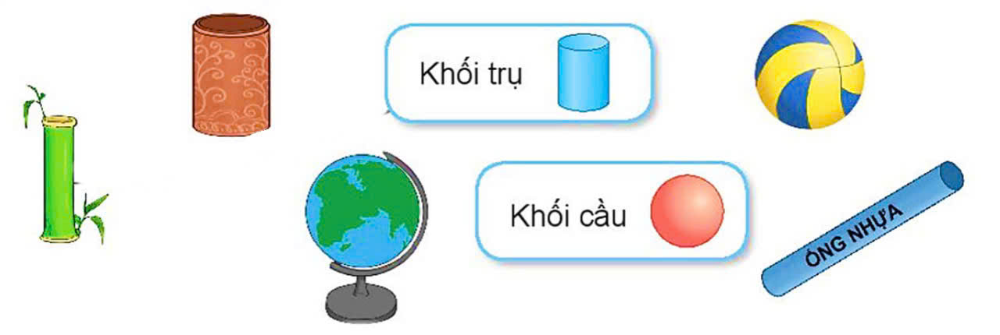 Khối trụ
Khối cầu
ỐNG NHỰA